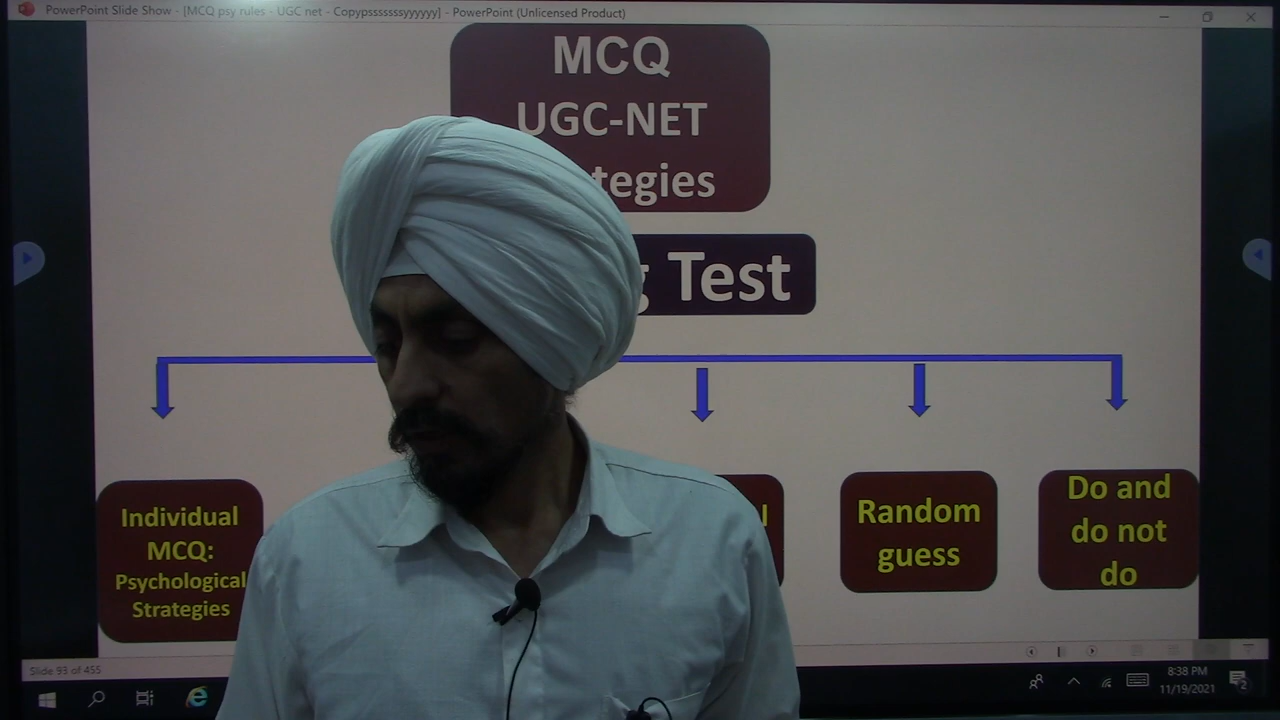 PowerPoint Slide Show - [MCQ psy rules - UGC net - Copypsssssssyyyyyy] - PowerPoint (Unlicensed Product)
MCQ
UGC-NET
tegies
Test
Individual
MCQ:
Psychological
Strategies
Random
guess
Do and
do not
do
Slide 93 of 455
8:38 PM
11/19/2021
2